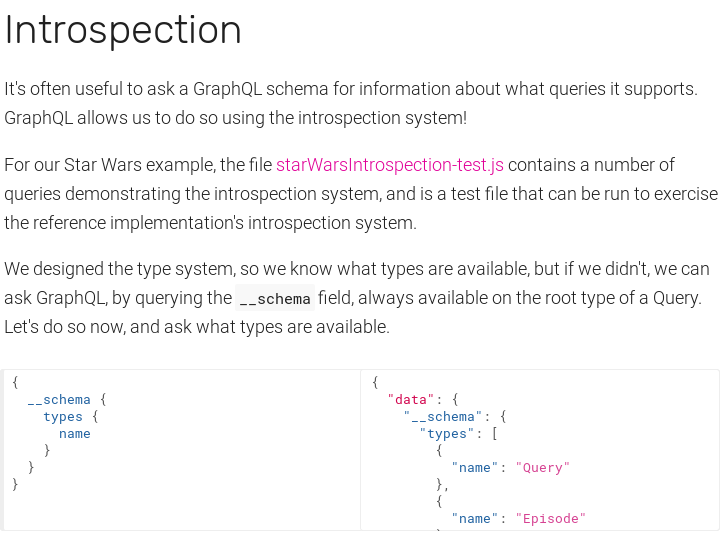 Introspection
It's often useful to ask a GraphQL schema for information about what queries it supports.
GraphQL allows us to do so using the introspection system!
For our Star Wars example, the file starWarsIntrospection-test.js contains a number of
queries demonstrating the introspection system, and is a test file that can be run to exercise
the reference implementation's introspection system.
We designed the type system, so we know what types are available, but if we didn't, we can
ask GraphQL, by querying the __schema field, always available on the root type of a Query.
Let's do so now, and ask what types are available.
{
  __schema {
    types {
      name
    }
  }
}
{
  "data": {
    "__schema": {
      "types": [
        {
          "name": "Query"
        },
        {
          "name": "Episode"